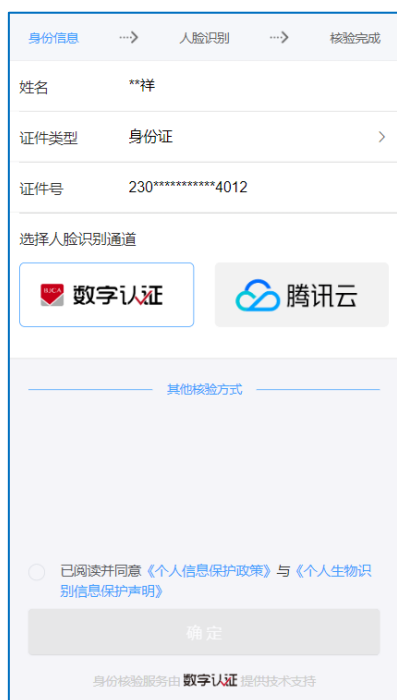 身份信息 ····> 人脸识别 ····> 核验完成
姓名 **祥
证件类型 身份证 >
证件号 230***********4012
选择人脸识别通道
BJCA 数字认证 腾讯云
其他核验方式
已阅读并同意《个人信息保护政策》与《个人生物识
别信息保护声明》
确定
身份核验服务由 数字认证 提供技术支持